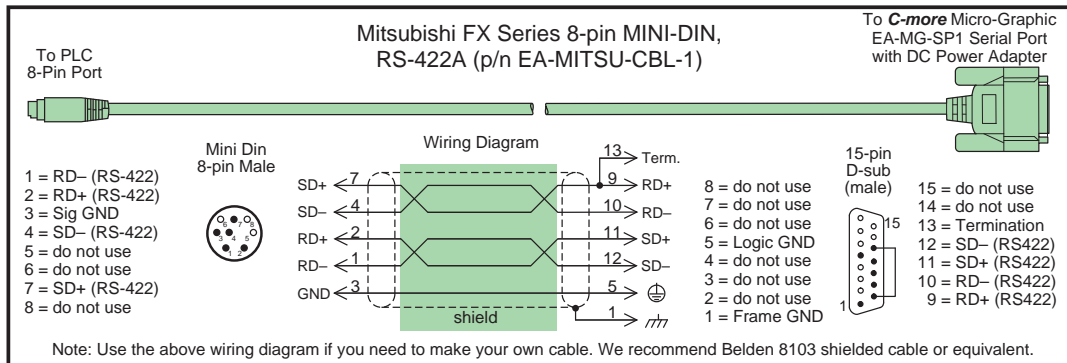 Mitsubishi FX Series 8-pin MINI-DIN,
RS-422A (p/n EA-MITSU-CBL-1)
To PLC
8-Pin Port
To C-more Micro-Graphic
EA-MG-SP1 Serial Port
with DC Power Adapter
Mini Din
8-pin Male
1 = RD– (RS-422)
2 = RD+ (RS-422)
3 = Sig GND
4 = SD– (RS-422)
5 = do not use
6 = do not use
7 = SD+ (RS-422)
8 = do not use
6 7 8
3 4 5
1 2
Wiring Diagram
13 Term.
SD+ 7 9 RD+
SD– 4 10 RD–
RD+ 2 11 SD+
RD– 1 12 SD–
GND 3 5
1
shield
8 = do not use
7 = do not use
6 = do not use
5 = Logic GND
4 = do not use
3 = do not use
2 = do not use
1 = Frame GND
15-pin
D-sub
(male)
15
1
15 = do not use
14 = do not use
13 = Termination
12 = SD– (RS422)
11 = SD+ (RS422)
10 = RD– (RS422)
9 = RD+ (RS422)
Note: Use the above wiring diagram if you need to make your own cable. We recommend Belden 8103 shielded cable or equivalent.